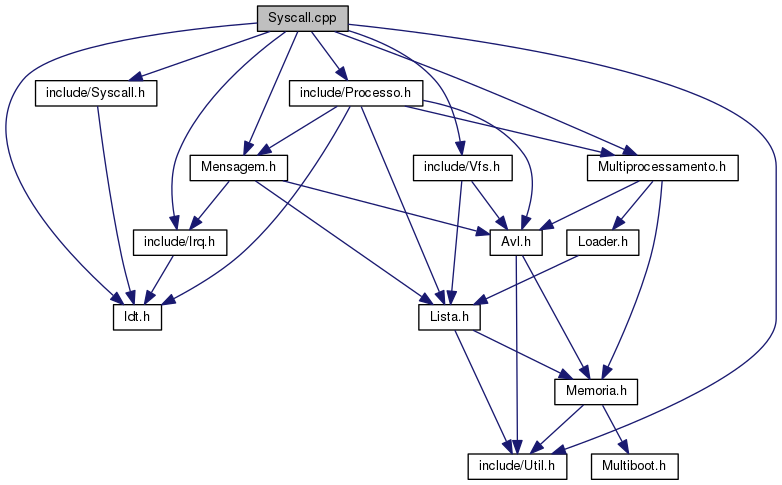 Syscall.cpp
include/Syscall.h
include/Processo.h
Mensagem.h
include/Vfs.h
Multiprocessamento.h
include/Irq.h
Avl.h
Loader.h
Idt.h
Lista.h
Memoria.h
include/Util.h
Multiboot.h